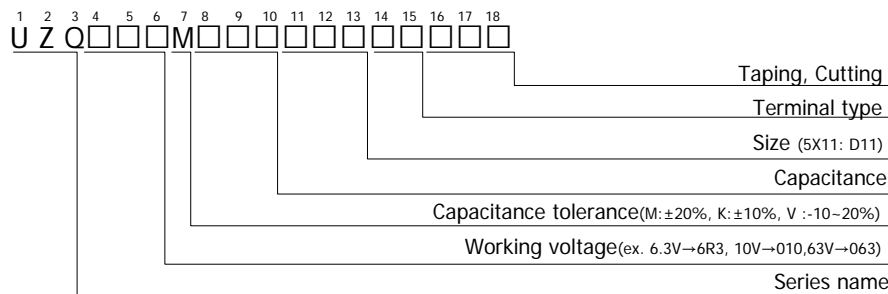 1 2 3 4 5 6 7 8 9 10 11 12 13 14 15 16 17 18
U Z Q□□□M□□□□□□□□□□□
Taping, Cutting
Terminal type
Size (5X11: D11)
Capacitance
Capacitance tolerance(M:±20%, K:±10%, V :-10~20%)
Working voltage(ex. 6.3V→6R3, 10V→010,63V→063)
Series name